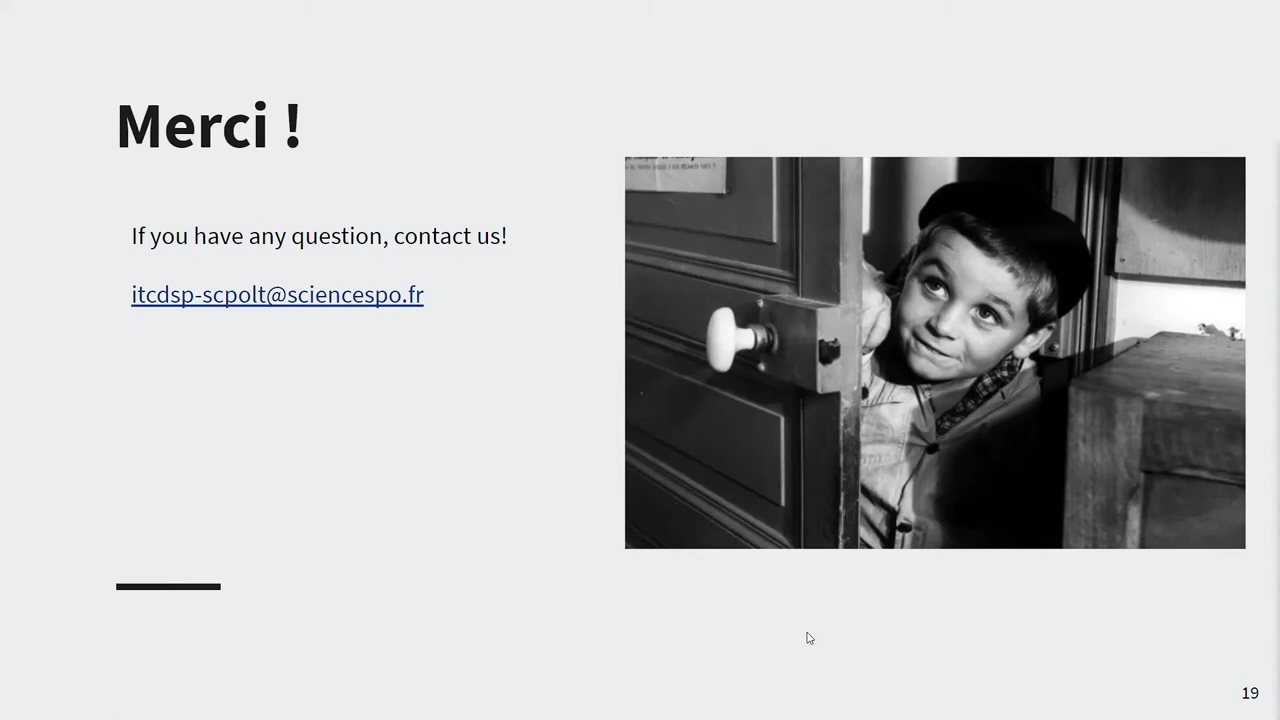 Merci !
If you have any question, contact us!
itcdsp-scpolt@sciencespo.fr
19